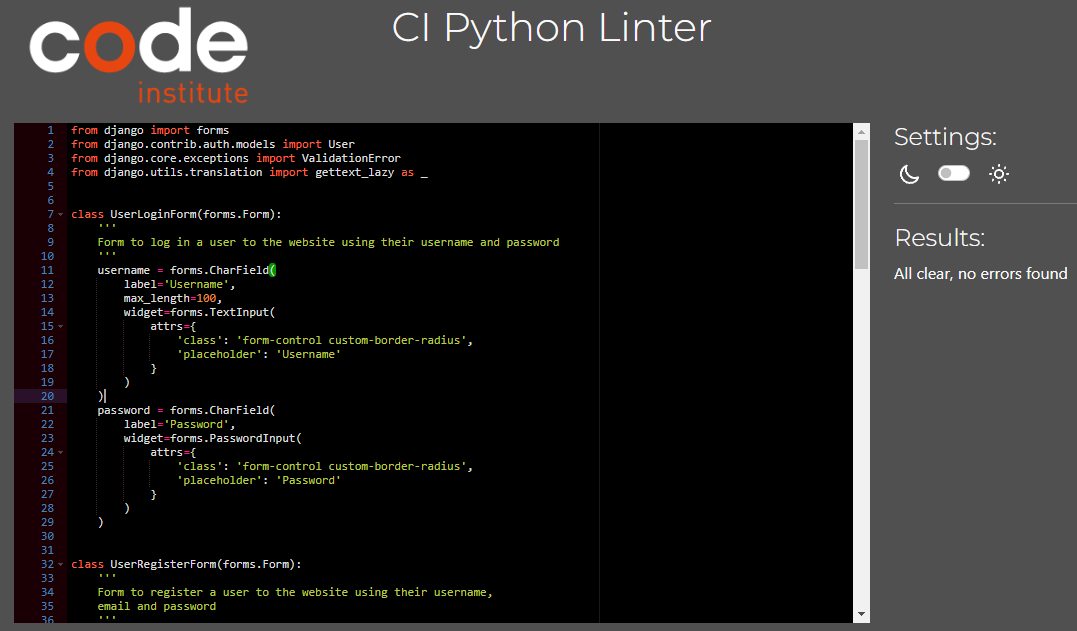 code
institute
CI Python Linter
1 from django import forms
2 from django.contrib.auth.models import User
3 from django.core.exceptions import ValidationError
4 from django.utils.translation import gettext_lazy as _
5
6
7 class UserLoginForm(forms.Form):
8     '''
9     Form to log in a user to the website using their username and password
10     '''
11     username = forms.CharField(
12         label='Username',
13         max_length=100,
14         widget=forms.TextInput(
15             attrs={
16                 'class': 'form-control custom-border-radius',
17                 'placeholder': 'Username'
18             }
19         )
20     )
21     password = forms.CharField(
22         label='Password',
23         widget=forms.PasswordInput(
24             attrs={
25                 'class': 'form-control custom-border-radius',
26                 'placeholder': 'Password'
27             }
28         )
29     )
30
31
32 class UserRegisterForm(forms.Form):
33     '''
34     Form to register a user to the website using their username,
35     email and password
36     '''
Settings:
Results:
All clear, no errors found